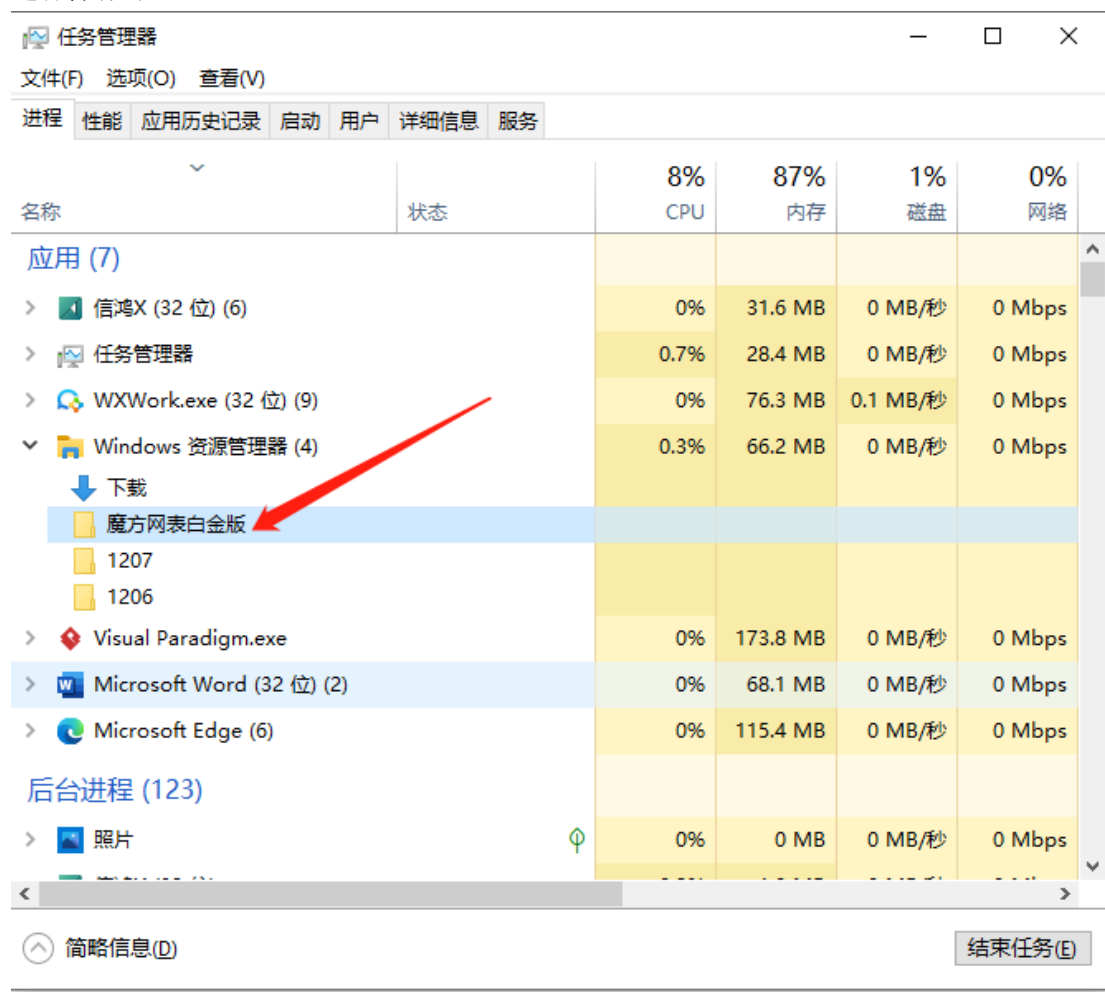 任务管理器
文件(F) 选项(O) 查看(V)
进程 性能 应用历史记录 启动 用户 详细信息 服务
8% 87% 1% 0%
名称 状态 CPU 内存 磁盘 网络
应用 (7)
信鸿X (32 位) (6) 0% 31.6 MB 0 MB/秒 0 Mbps
任务管理器 0.7% 28.4 MB 0 MB/秒 0 Mbps
WXWork.exe (32 位) (9) 0% 76.3 MB 0.1 MB/秒 0 Mbps
Windows 资源管理器 (4) 0.3% 66.2 MB 0 MB/秒 0 Mbps
下载
魔方网表白金版
1207
1206
Visual Paradigm.exe 0% 173.8 MB 0 MB/秒 0 Mbps
Microsoft Word (32 位) (2) 0% 68.1 MB 0 MB/秒 0 Mbps
Microsoft Edge (6) 0% 115.4 MB 0 MB/秒 0 Mbps
后台进程 (123)
照片 0% 0 MB 0 MB/秒 0 Mbps
简略信息(D) 结束任务(E)